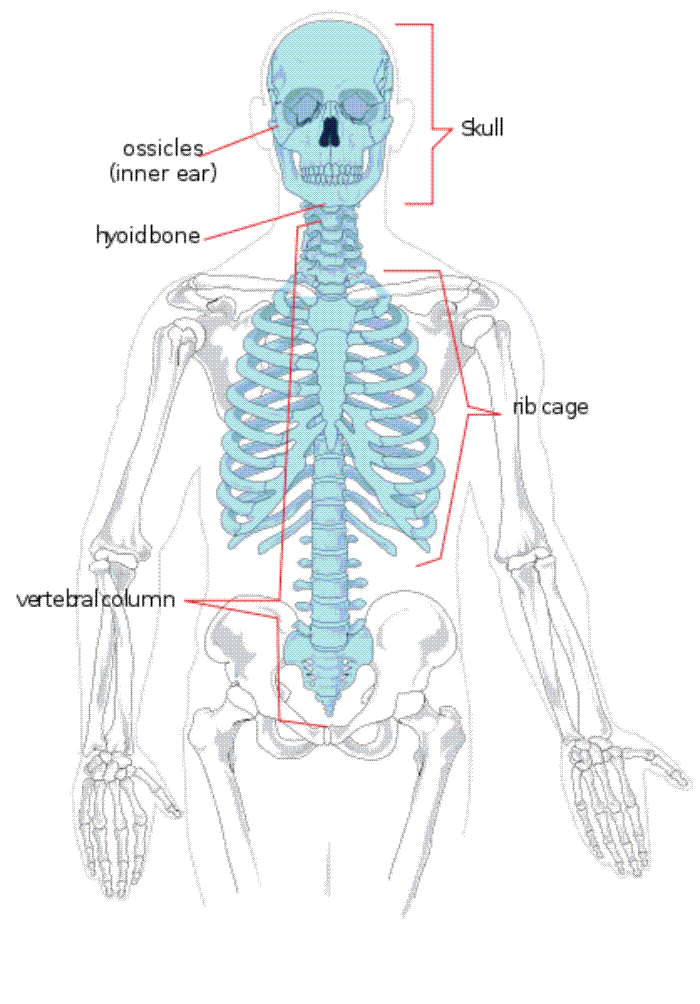 Skull
ossicles
(inner ear)
hyoid bone
rib cage
vertebral column